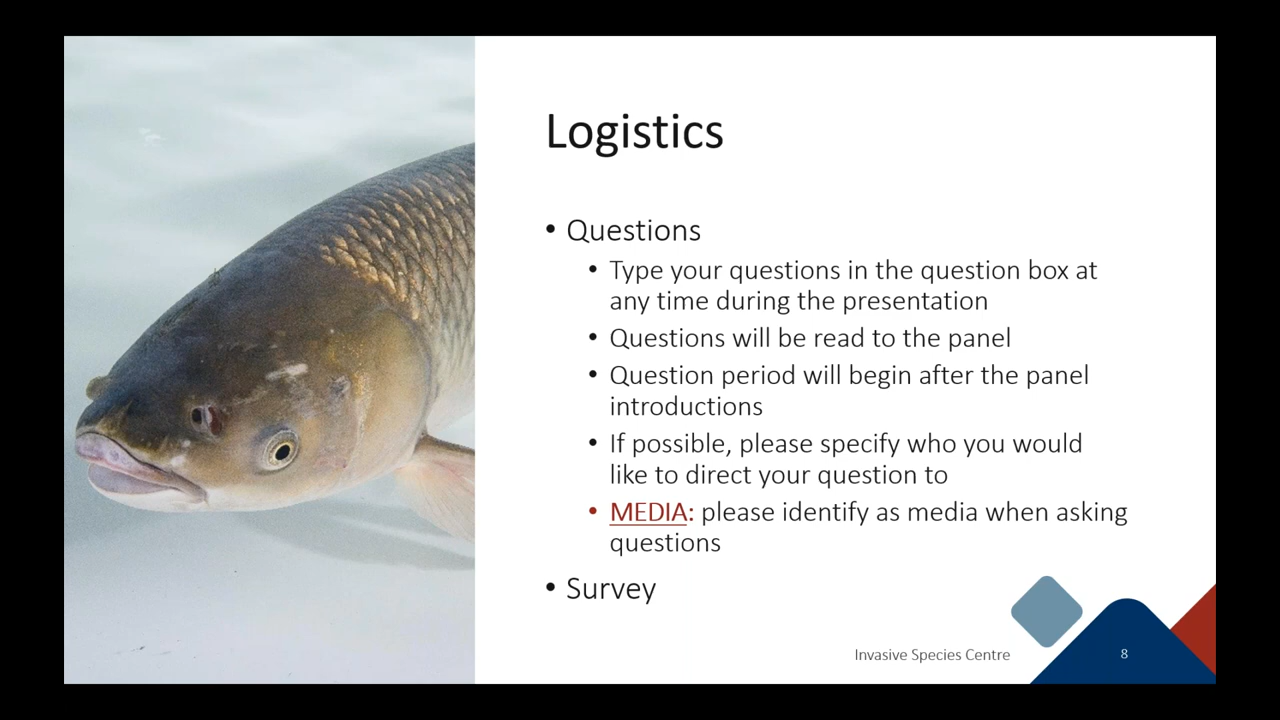 Logistics
• Questions
• Type your questions in the question box at
any time during the presentation
• Questions will be read to the panel
• Question period will begin after the panel
introductions
• If possible, please specify who you would
like to direct your question to
• MEDIA: please identify as media when asking
questions
• Survey
Invasive Species Centre
8